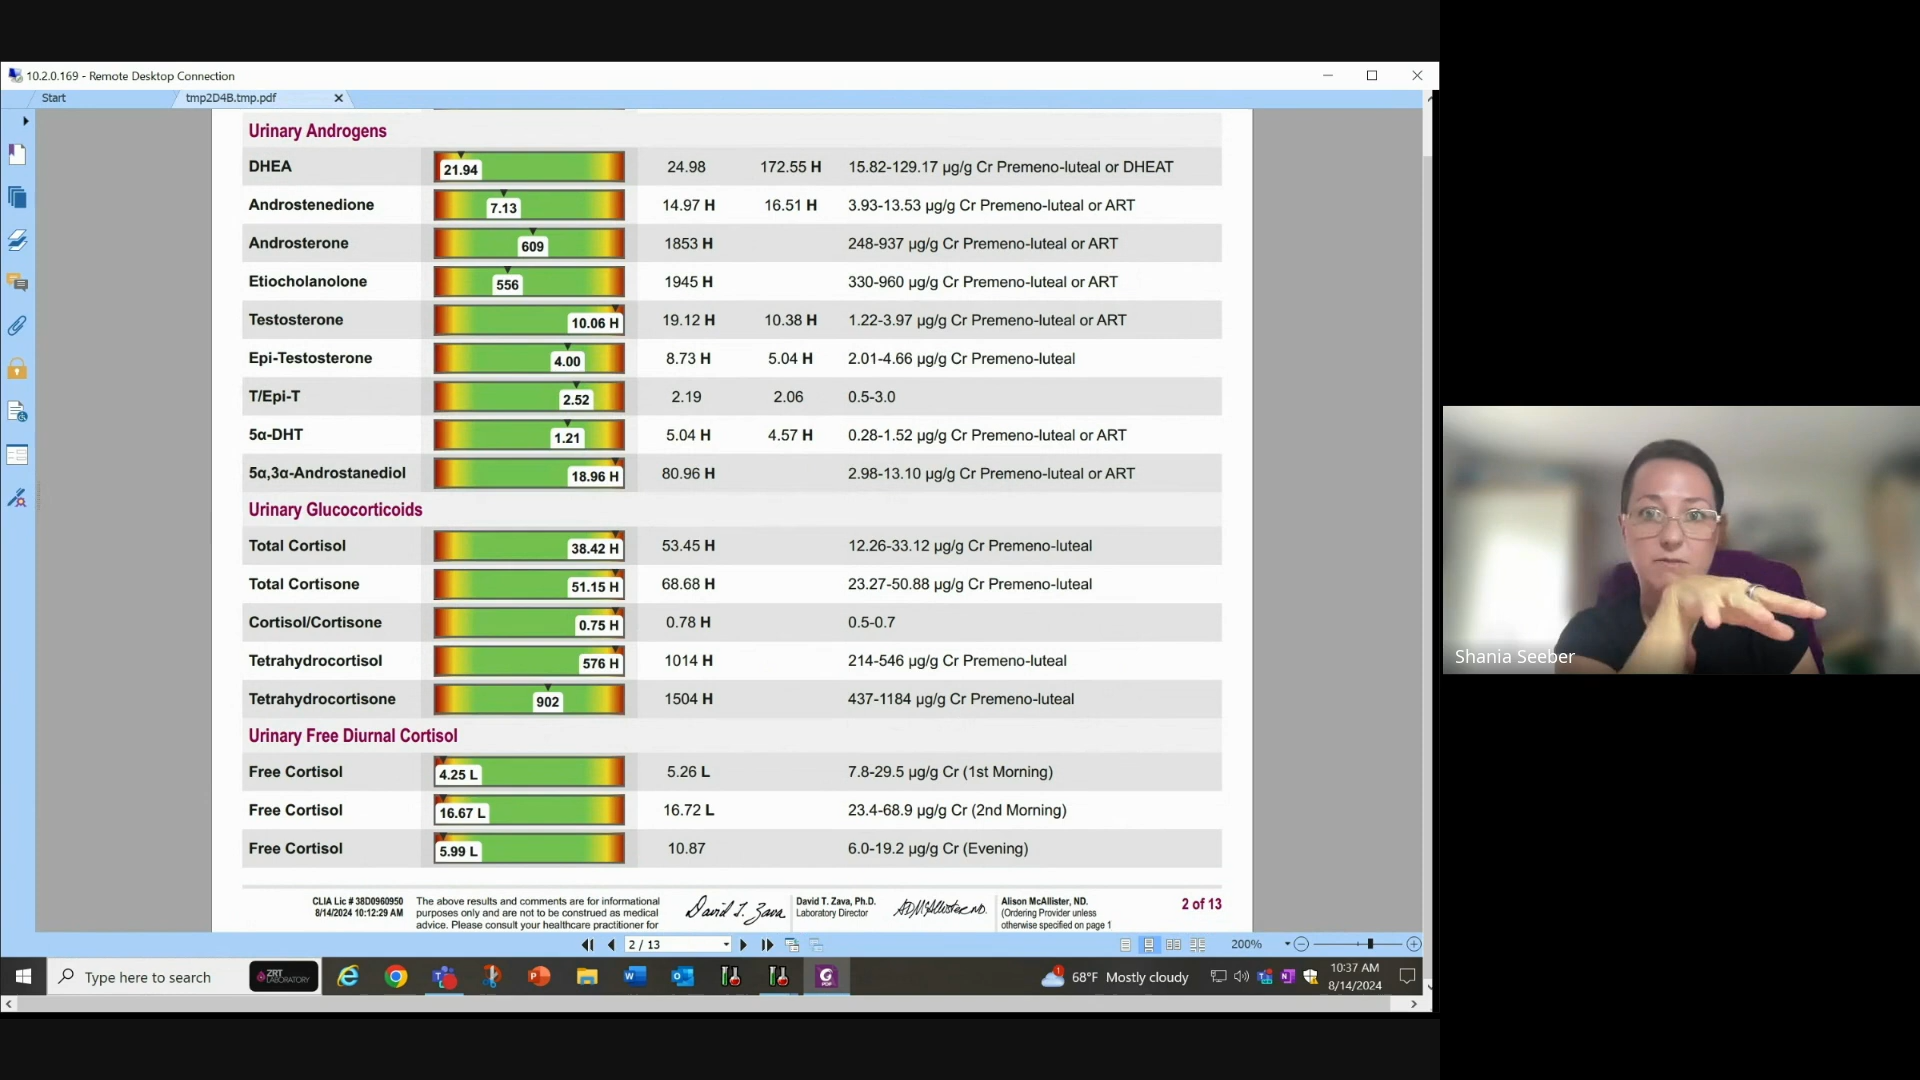 10.2.0.169 - Remote Desktop Connection
Start tmp2D4B.tmp.pdf
Urinary Androgens
DHEA 21.94 24.98 172.55 H 15.82-129.17 µg/g Cr Premeno-luteal or DHEAT
Androstenedione 7.13 14.97 H 16.51 H 3.93-13.53 µg/g Cr Premeno-luteal or ART
Androsterone 609 1853 H 248-937 µg/g Cr Premeno-luteal or ART
Etiocholanolone 556 1945 H 330-960 µg/g Cr Premeno-luteal or ART
Testosterone 10.06 H 19.12 H 10.38 H 1.22-3.97 µg/g Cr Premeno-luteal or ART
Epi-Testosterone 4.00 8.73 H 5.04 H 2.01-4.66 µg/g Cr Premeno-luteal
T/Epi-T 2.52 2.19 2.06 0.5-3.0
5α-DHT 1.21 5.04 H 4.57 H 0.28-1.52 µg/g Cr Premeno-luteal or ART
5α,3α-Androstanediol 18.96 H 80.96 H 2.98-13.10 µg/g Cr Premeno-luteal or ART
Urinary Glucocorticoids
Total Cortisol 38.42 H 53.45 H 12.26-33.12 µg/g Cr Premeno-luteal
Total Cortisone 51.15 H 68.68 H 23.27-50.88 µg/g Cr Premeno-luteal
Cortisol/Cortisone 0.75 H 0.78 H 0.5-0.7
Tetrahydrocortisol 576 H 1014 H 214-546 µg/g Cr Premeno-luteal
Tetrahydrocortisone 902 1504 H 437-1184 µg/g Cr Premeno-luteal
Urinary Free Diurnal Cortisol
Free Cortisol 4.25 L 5.26 L 7.8-29.5 µg/g Cr (1st Morning)
Free Cortisol 16.67 L 16.72 L 23.4-68.9 µg/g Cr (2nd Morning)
Free Cortisol 5.99 L 10.87 6.0-19.2 µg/g Cr (Evening)
CLIA Lic # 38D0960950
8/14/2024 10:12:29 AM
The above results and comments are for informational
purposes only and are not to be construed as medical
advice. Please consult your healthcare practitioner for
David T. Zava
David T. Zava, Ph.D.
Laboratory Director
ADMcAllister ND.
Alison McAllister, ND.
(Ordering Provider unless
otherwise specified on page 1
2 of 13
2 / 13 200%
Type here to search ZRT LABORATORY 68°F Mostly cloudy 10:37 AM
8/14/2024
Shania Seeber